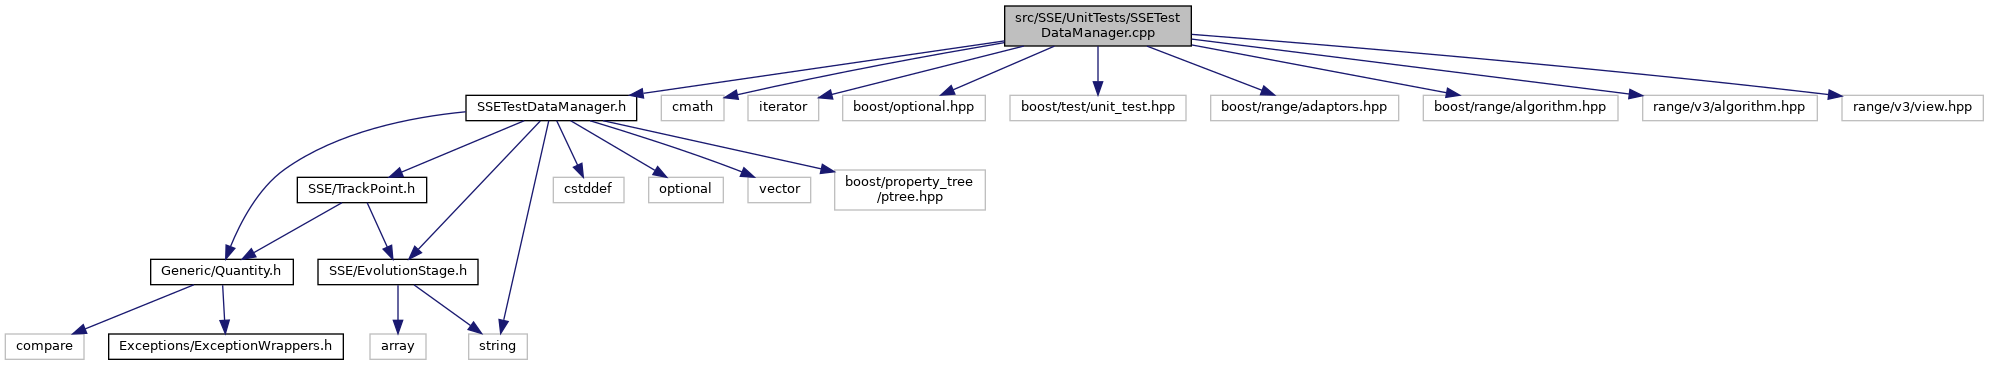 src/SSE/UnitTests/SSETest
DataManager.cpp
SSETestDataManager.h
cmath
iterator
boost/optional.hpp
boost/test/unit_test.hpp
boost/range/adaptors.hpp
boost/range/algorithm.hpp
range/v3/algorithm.hpp
range/v3/view.hpp
SSE/TrackPoint.h
cstddef
optional
vector
boost/property_tree
/ptree.hpp
Generic/Quantity.h
SSE/EvolutionStage.h
compare
Exceptions/ExceptionWrappers.h
array
string